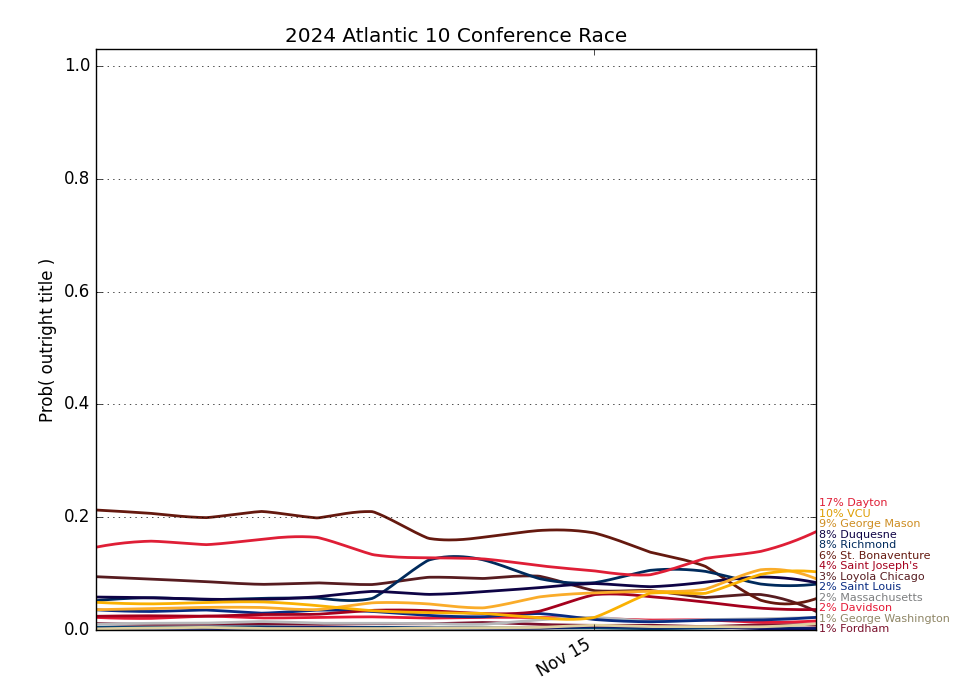 2024 Atlantic 10 Conference Race
Prob( outright title )
1.0
0.8
0.6
0.4
0.2
0.0
Nov 15
17% Dayton
10% VCU
9% George Mason
8% Duquesne
8% Richmond
6% St. Bonaventure
4% Saint Joseph's
3% Loyola Chicago
2% Saint Louis
2% Massachusetts
2% Davidson
1% George Washington
1% Fordham